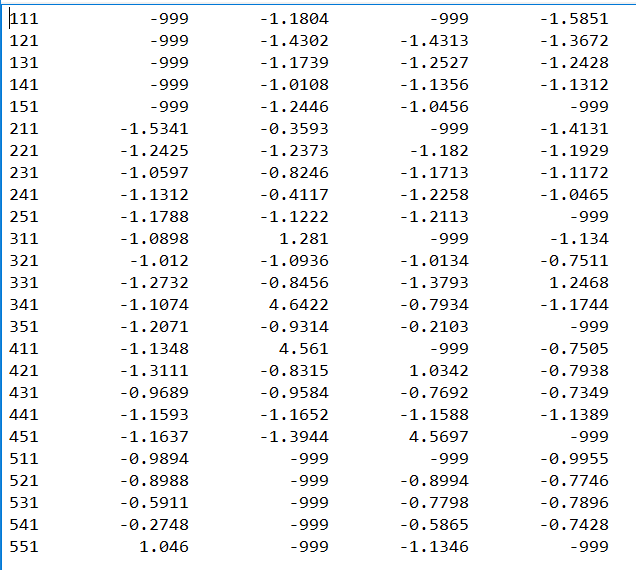 111 -999 -1.1804 -999 -1.5851
121 -999 -1.4302 -1.4313 -1.3672
131 -999 -1.1739 -1.2527 -1.2428
141 -999 -1.0108 -1.1356 -1.1312
151 -999 -1.2446 -1.0456 -999
211 -1.5341 -0.3593 -999 -1.4131
221 -1.2425 -1.2373 -1.182 -1.1929
231 -1.0597 -0.8246 -1.1713 -1.1172
241 -1.1312 -0.4117 -1.2258 -1.0465
251 -1.1788 -1.1222 -1.2113 -999
311 -1.0898 1.281 -999 -1.134
321 -1.012 -1.0936 -1.0134 -0.7511
331 -1.2732 -0.8456 -1.3793 1.2468
341 -1.1074 4.6422 -0.7934 -1.1744
351 -1.2071 -0.9314 -0.2103 -999
411 -1.1348 4.561 -999 -0.7505
421 -1.3111 -0.8315 1.0342 -0.7938
431 -0.9689 -0.9584 -0.7692 -0.7349
441 -1.1593 -1.1652 -1.1588 -1.1389
451 -1.1637 -1.3944 4.5697 -999
511 -0.9894 -999 -999 -0.9955
521 -0.8988 -999 -0.8994 -0.7746
531 -0.5911 -999 -0.7798 -0.7896
541 -0.2748 -999 -0.5865 -0.7428
551 1.046 -999 -1.1346 -999